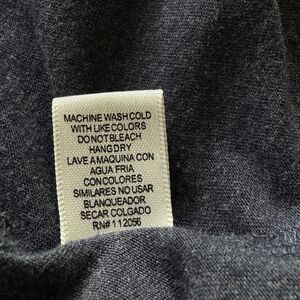 MACHINE WASH COLD
WITH LIKE COLORS
DO NOT BLEACH
HANG DRY
LAVE A MAQUINA CON
AGUA FRIA
CON COLORES
SIMILARES NO USAR
BLANQUEADOR
SECAR COLGADO
RN# 112056